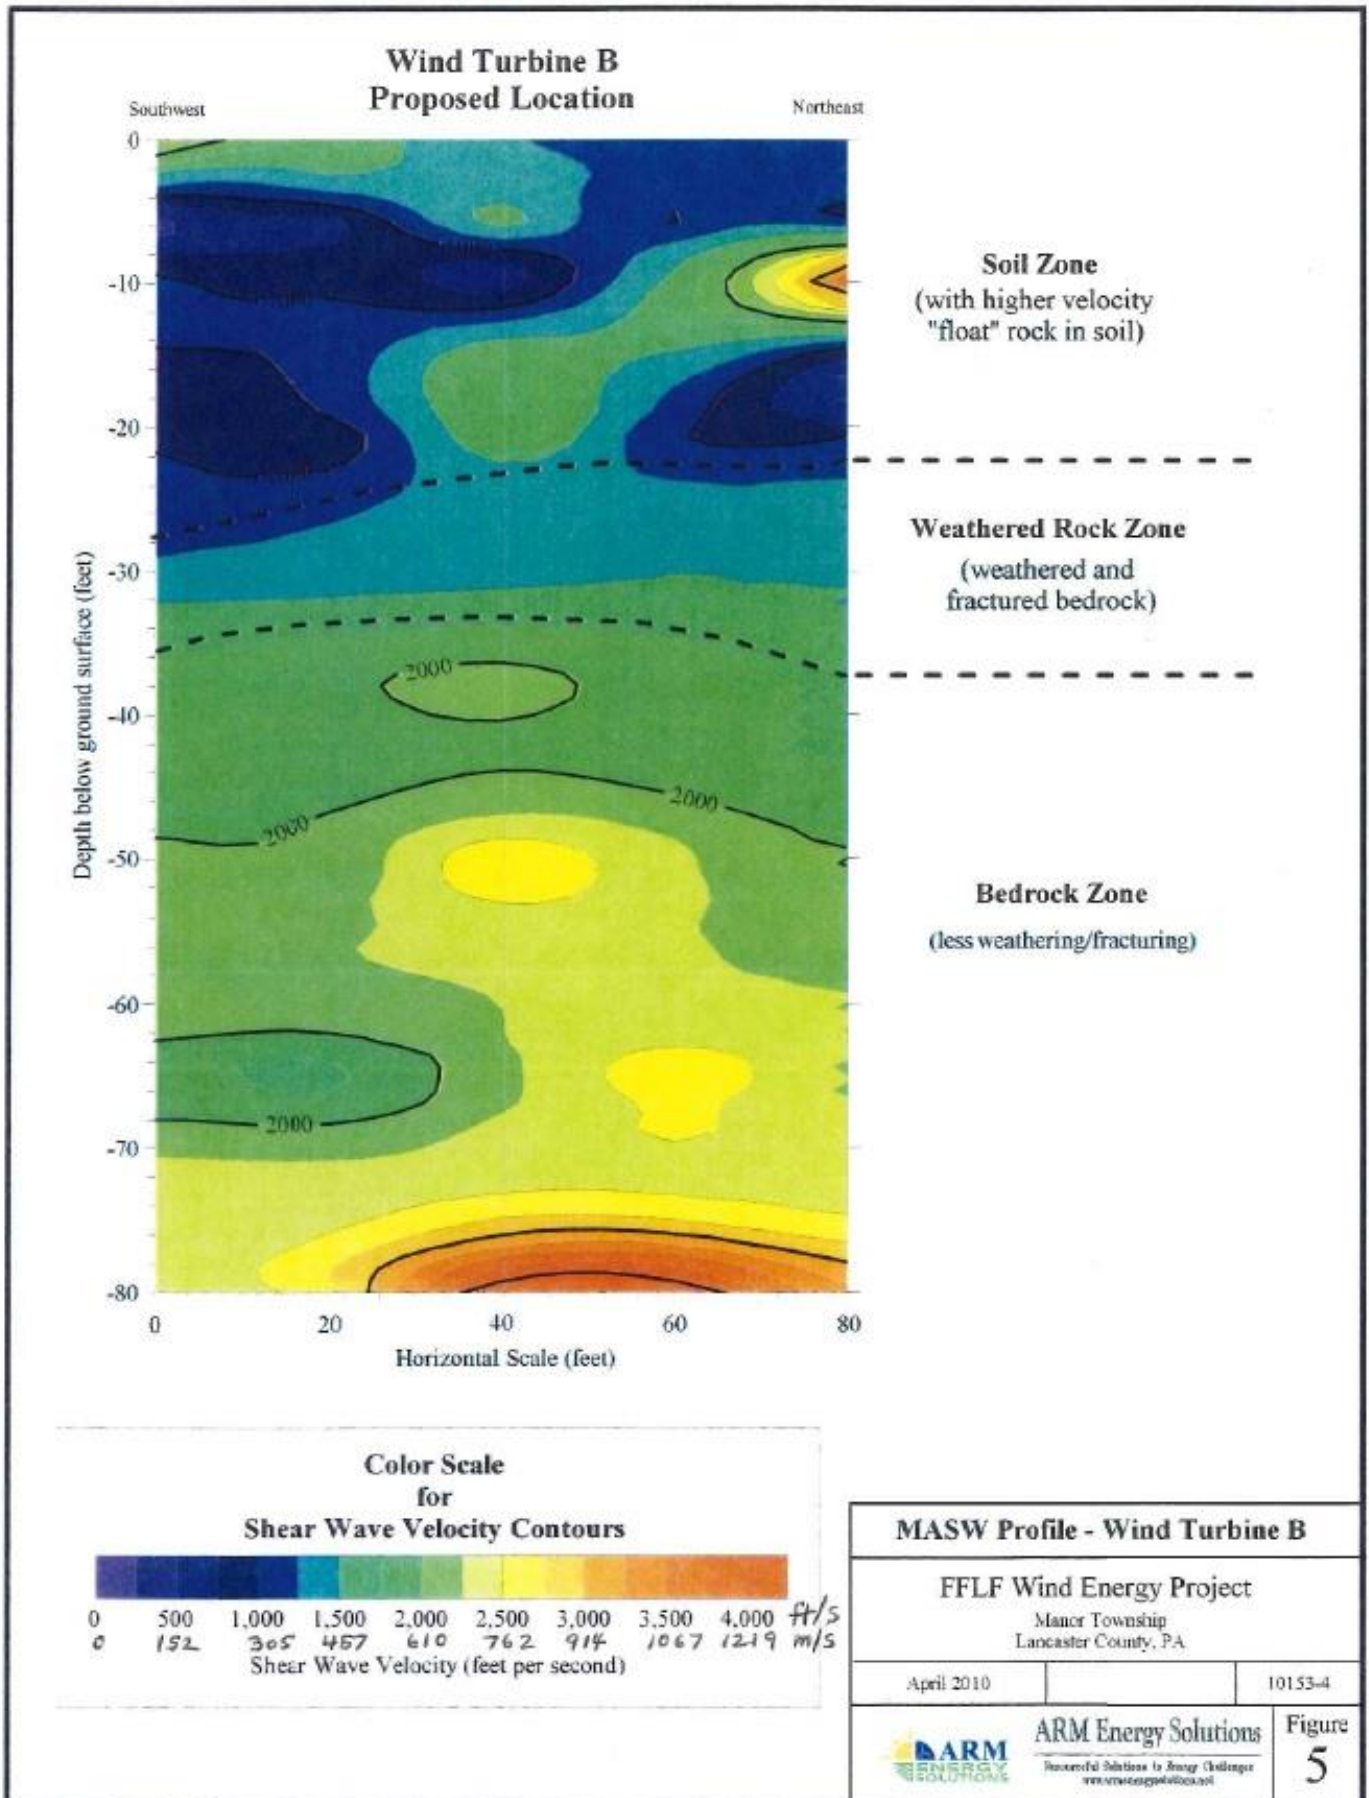 Wind Turbine B
Proposed Location
Southwest
Northeast
0
-10
-20
-30
-40
-50
-60
-70
-80
Depth below ground surface (feet)
2000
2000
2000
2000
0
20
40
60
80
Horizontal Scale (feet)
Soil Zone
(with higher velocity
"float" rock in soil)
Weathered Rock Zone
(weathered and
fractured bedrock)
Bedrock Zone
(less weathering/fracturing)
Color Scale
for
Shear Wave Velocity Contours
0 500 1,000 1,500 2,000 2,500 3,000 3,500 4,000 ft/s
0 152 305 457 610 762 914 1067 1219 m/s
Shear Wave Velocity (feet per second)
MASW Profile - Wind Turbine B
FFLF Wind Energy Project
Manor Township
Lancaster County, PA
April 2010
10153-4
ARM
ENERGY
SOLUTIONS
ARM Energy Solutions
Figure
5